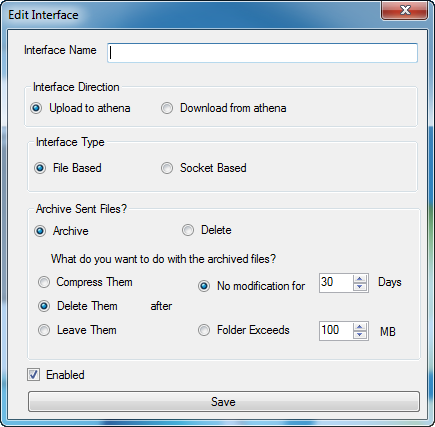 Edit Interface
Interface Name
Interface Direction
Upload to athena Download from athena
Interface Type
File Based Socket Based
Archive Sent Files?
Archive Delete
What do you want to do with the archived files?
Compress Them No modification for 30 Days
Delete Them after
Leave Them Folder Exceeds 100 MB
Enabled
Save